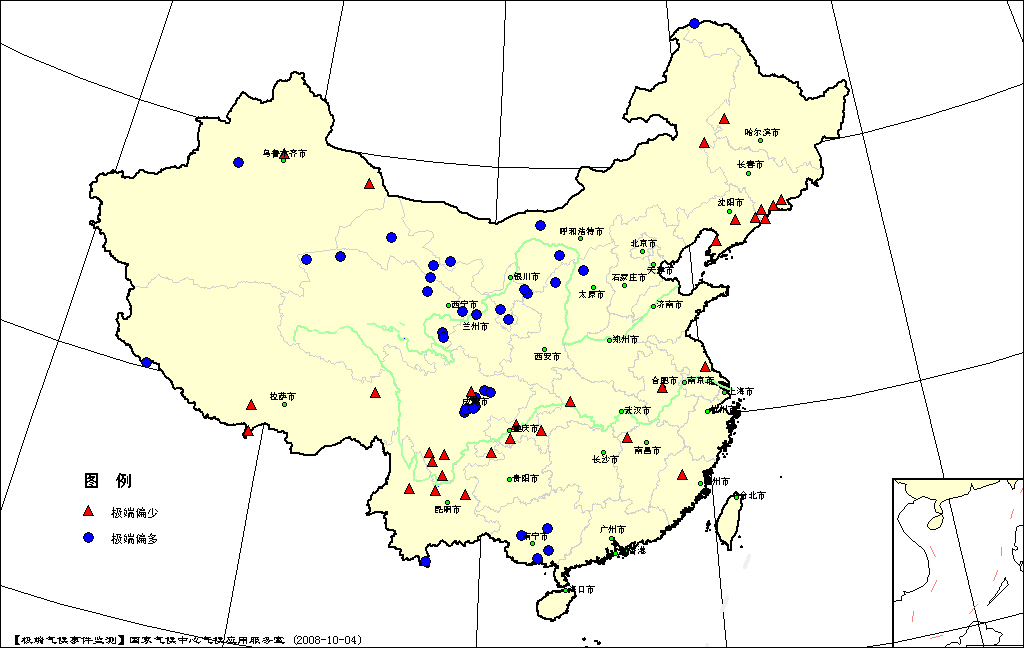 哈尔滨市
长春市
乌鲁木齐市
沈阳市
呼和浩特市
北京市
天津市
银川市
石家庄市
太原市
西宁市
济南市
兰州市
郑州市
西安市
合肥市
南京市
上海市
拉萨市
成都市
武汉市
杭州市
重庆市
南昌市
长沙市
图 例
贵阳市
福州市
台北市
极端偏少
昆明市
广州市
南宁市
极端偏多
香港
海口市
【极端气候事件监测】国家气候中心气候应用服务室 (2008-10-04)